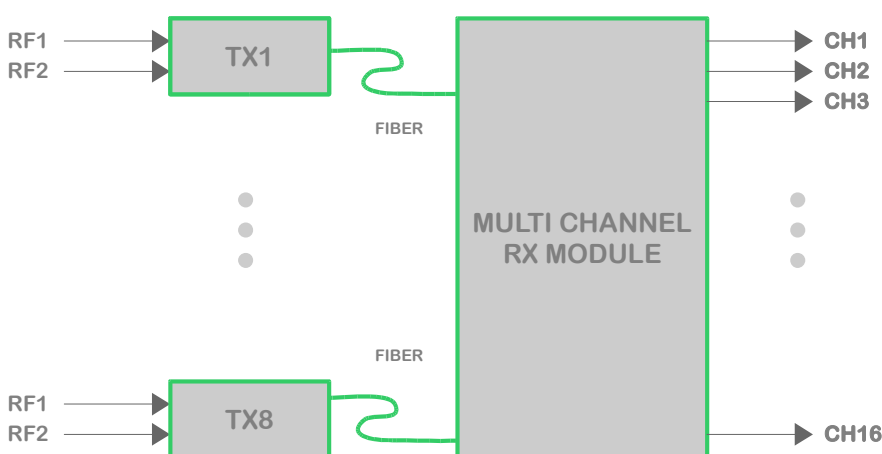 RF1
RF2
TX1
FIBER
CH1
CH2
CH3
MULTI CHANNEL
RX MODULE
FIBER
RF1
RF2
TX8
CH16